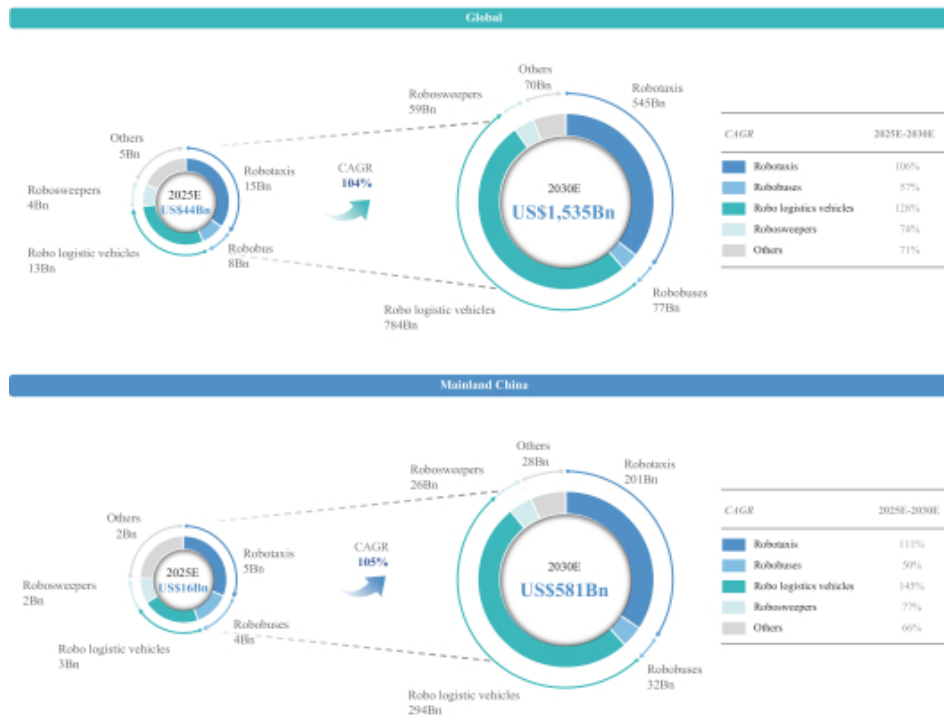 Global
Others
70Bn
Robosweepers
59Bn
Robotaxis
545Bn
Others
5Bn
Robosweepers
4Bn
Robotaxis
15Bn
2025E
US$44Bn
Robo logistic vehicles
13Bn
Robobus
8Bn
CAGR
104%
2030E
US$1,535Bn
Robo logistic vehicles
784Bn
Robobuses
77Bn
CAGR 2025E-2030E
Robotaxis 106%
Robobuses 57%
Robo logistics vehicles 128%
Robosweepers 74%
Others 71%
Mainland China
Others
28Bn
Robosweepers
26Bn
Robotaxis
201Bn
Others
2Bn
Robosweepers
2Bn
Robotaxis
5Bn
2025E
US$16Bn
Robo logistic vehicles
3Bn
Robobuses
4Bn
CAGR
105%
2030E
US$581Bn
Robo logistic vehicles
294Bn
Robobuses
32Bn
CAGR 2025E-2030E
Robotaxis 111%
Robobuses 50%
Robo logistics vehicles 145%
Robosweepers 77%
Others 66%